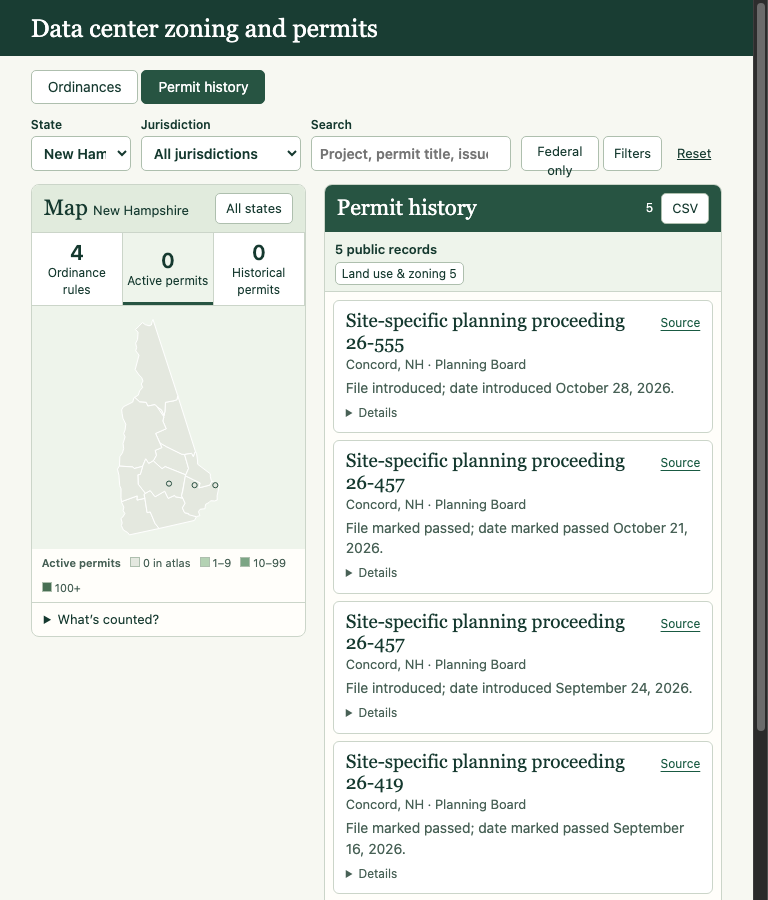 Data center zoning and permits
Ordinances
Permit history
State
Jurisdiction
Search
New Ham
All jurisdictions
Project, permit title, issu
Federal only
Filters
Reset
Map New Hampshire
All states
4
Ordinance rules
0
Active permits
0
Historical permits
Active permits 0 in atlas 1–9 10–99
100+
What's counted?
Permit history
5
CSV
5 public records
Land use & zoning 5
Site-specific planning proceeding
26-555
Source
Concord, NH · Planning Board
File introduced; date introduced October 28, 2026.
Details
Site-specific planning proceeding
26-457
Source
Concord, NH · Planning Board
File marked passed; date marked passed October 21,
2026.
Details
Site-specific planning proceeding
26-457
Source
Concord, NH · Planning Board
File introduced; date introduced September 24, 2026.
Details
Site-specific planning proceeding
26-419
Source
Concord, NH · Planning Board
File marked passed; date marked passed September
16, 2026.
Details